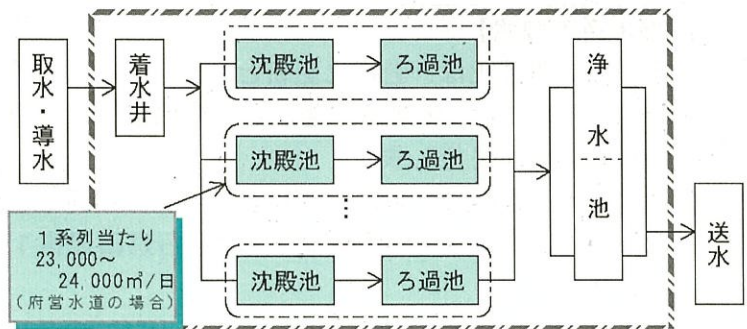 取水・導水
着水井
沈殿池
ろ過池
沈殿池
ろ過池
沈殿池
ろ過池
浄水池
送水
1系列当たり
23,000～
24,000㎥/日
(府営水道の場合)